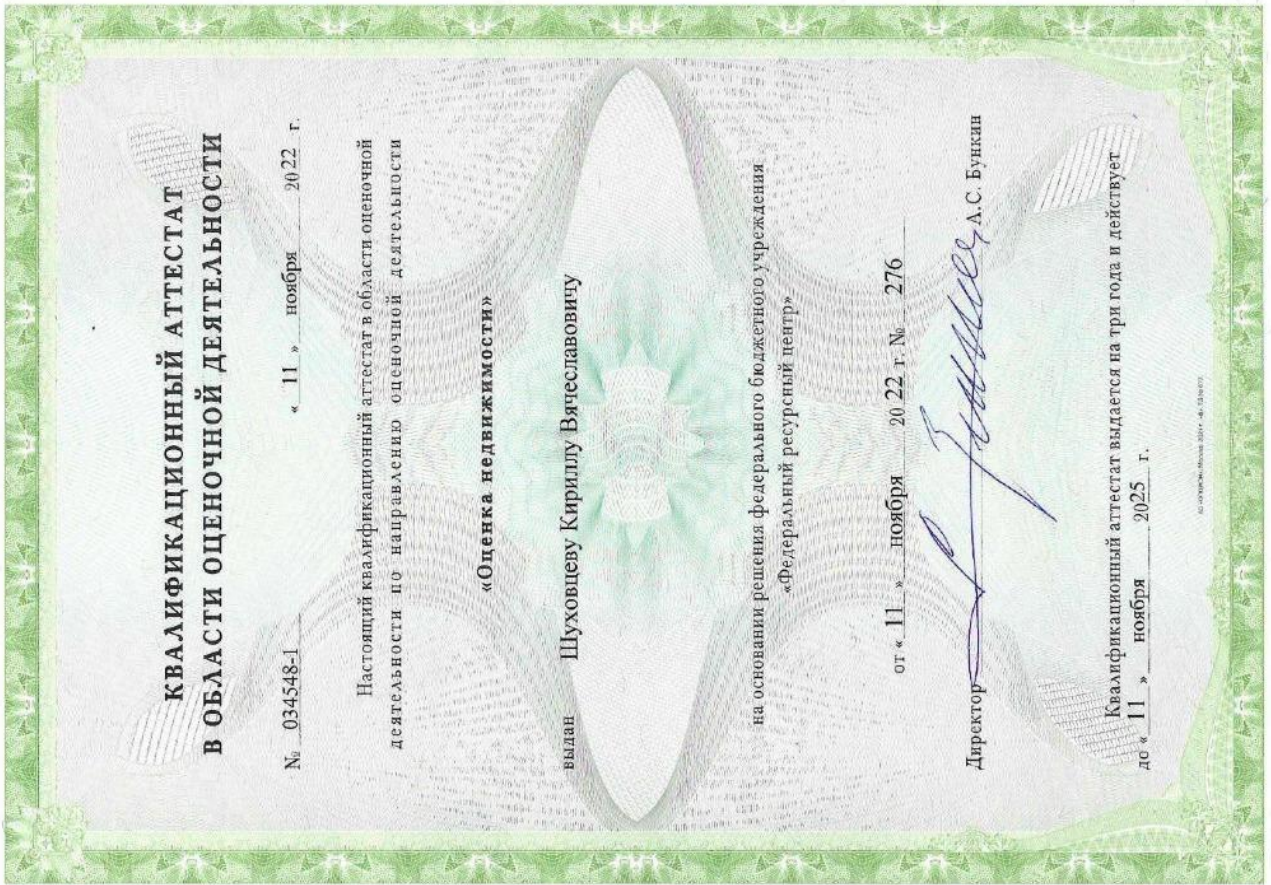 КВАЛИФИКАЦИОННЫЙ АТТЕСТАТ
В ОБЛАСТИ ОЦЕНОЧНОЙ ДЕЯТЕЛЬНОСТИ
№ 034548-1 « 11 » ноября 2022 г.
Настоящий квалификационный аттестат в области оценочной
деятельности по направлению оценочной деятельности
«Оценка недвижимости»
выдан Шуховцеву Кириллу Вячеславовичу
на основании решения федерального бюджетного учреждения
«Федеральный ресурсный центр»
от « 11 » ноября 20 22 г. № 276
Директор А.С. Бункин
Квалификационный аттестат выдается на три года и действует
до « 11 » ноября 2025 г.